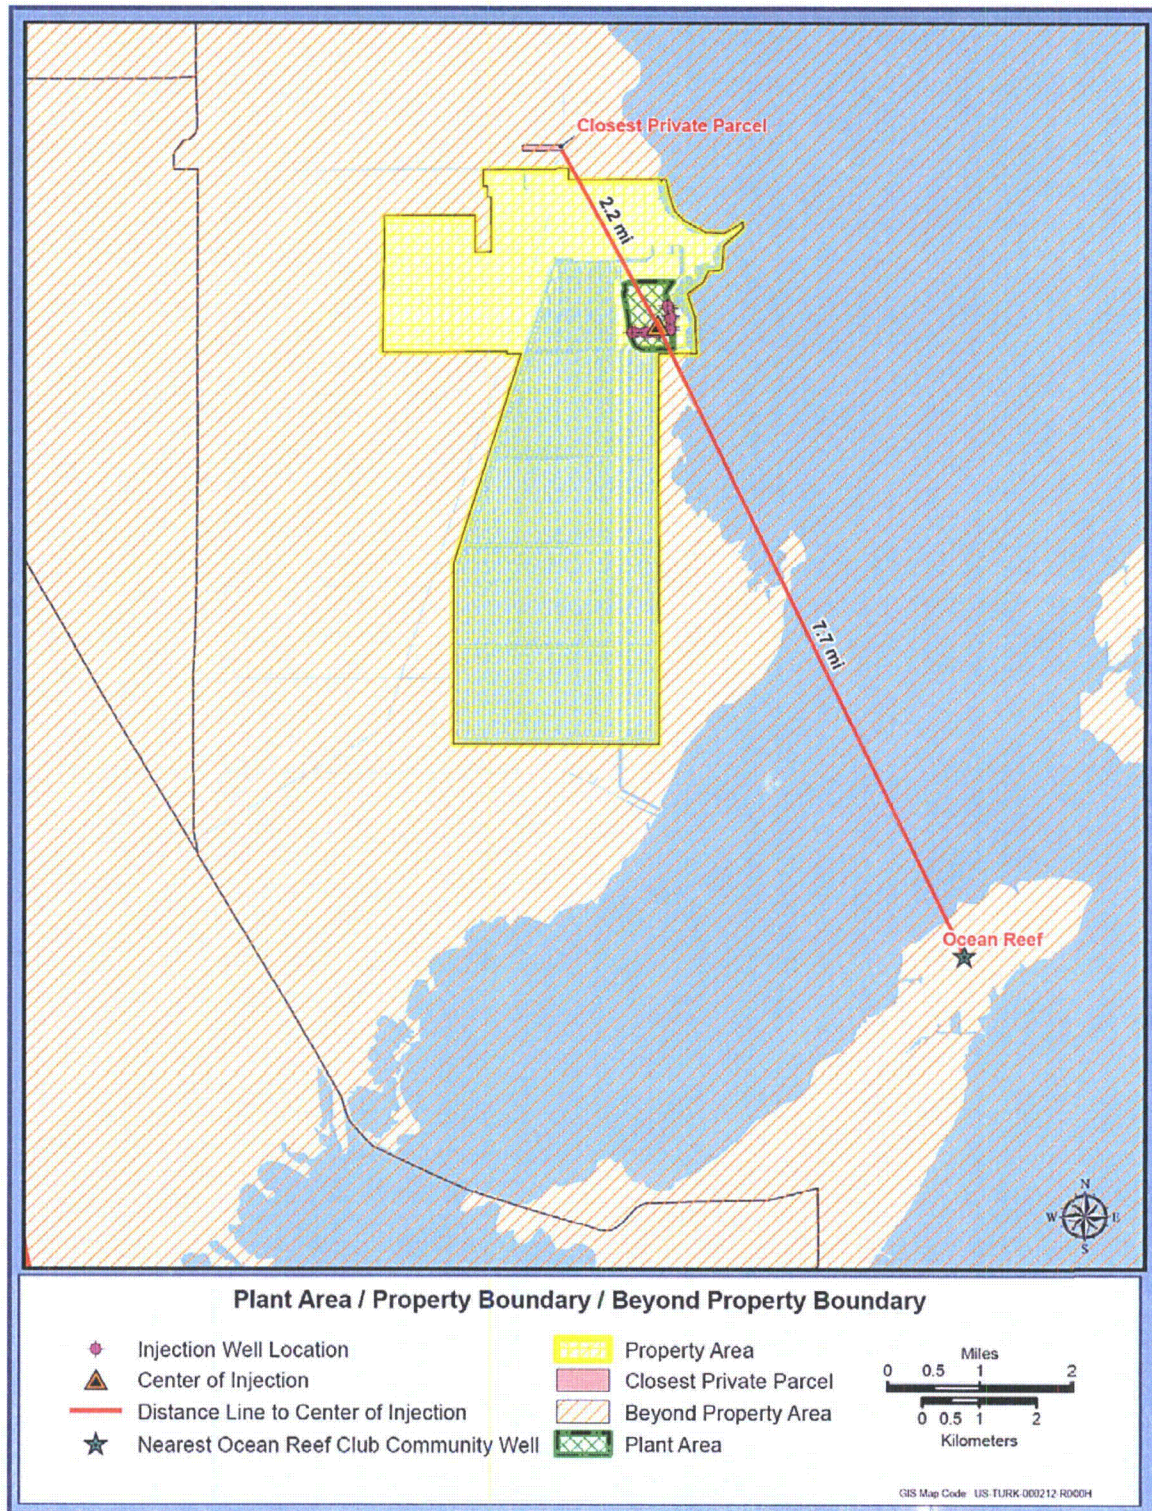 Closest Private Parcel
2.2 mi
7.7 mi
Ocean Reef
N
W E
S
Plant Area / Property Boundary / Beyond Property Boundary
Injection Well Location
Center of Injection
Distance Line to Center of Injection
Nearest Ocean Reef Club Community Well
Property Area
Closest Private Parcel
Beyond Property Area
Plant Area
Miles
0 0.5 1 2
0 0.5 1 2
Kilometers
GIS Map Code: US-TURK-000212 R000H